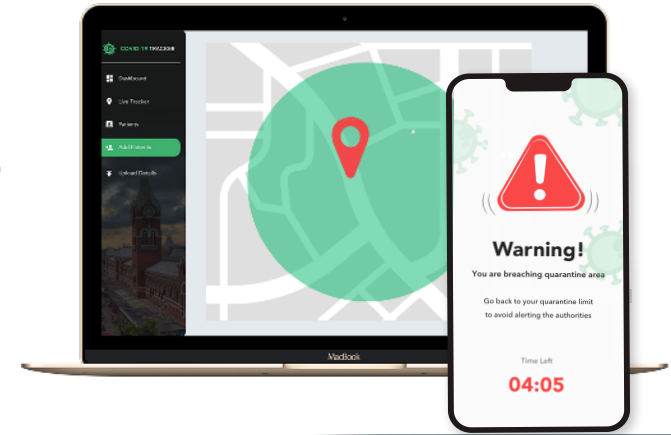 COVID-19 TRACKER
Dashboard
Live Tracker
Patients
Add Patients
Upload Details
MacBook
Warning!
You are breaching quarantine area
Go back to your quarantine limit
to avoid alerting the authorities
Time Left
04:05